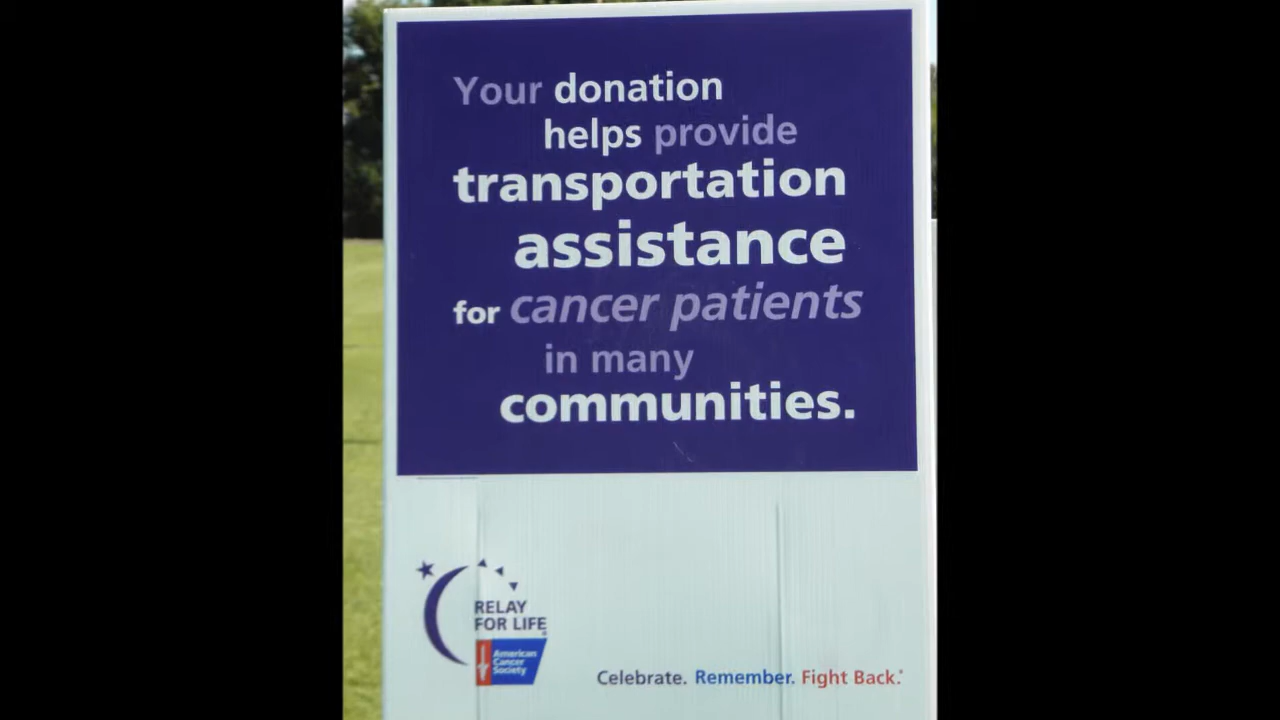 Your donation
helps provide
transportation
assistance
for cancer patients
in many
communities.
RELAY
FOR LIFE®
American
Cancer
Society
Celebrate. Remember. Fight Back.®